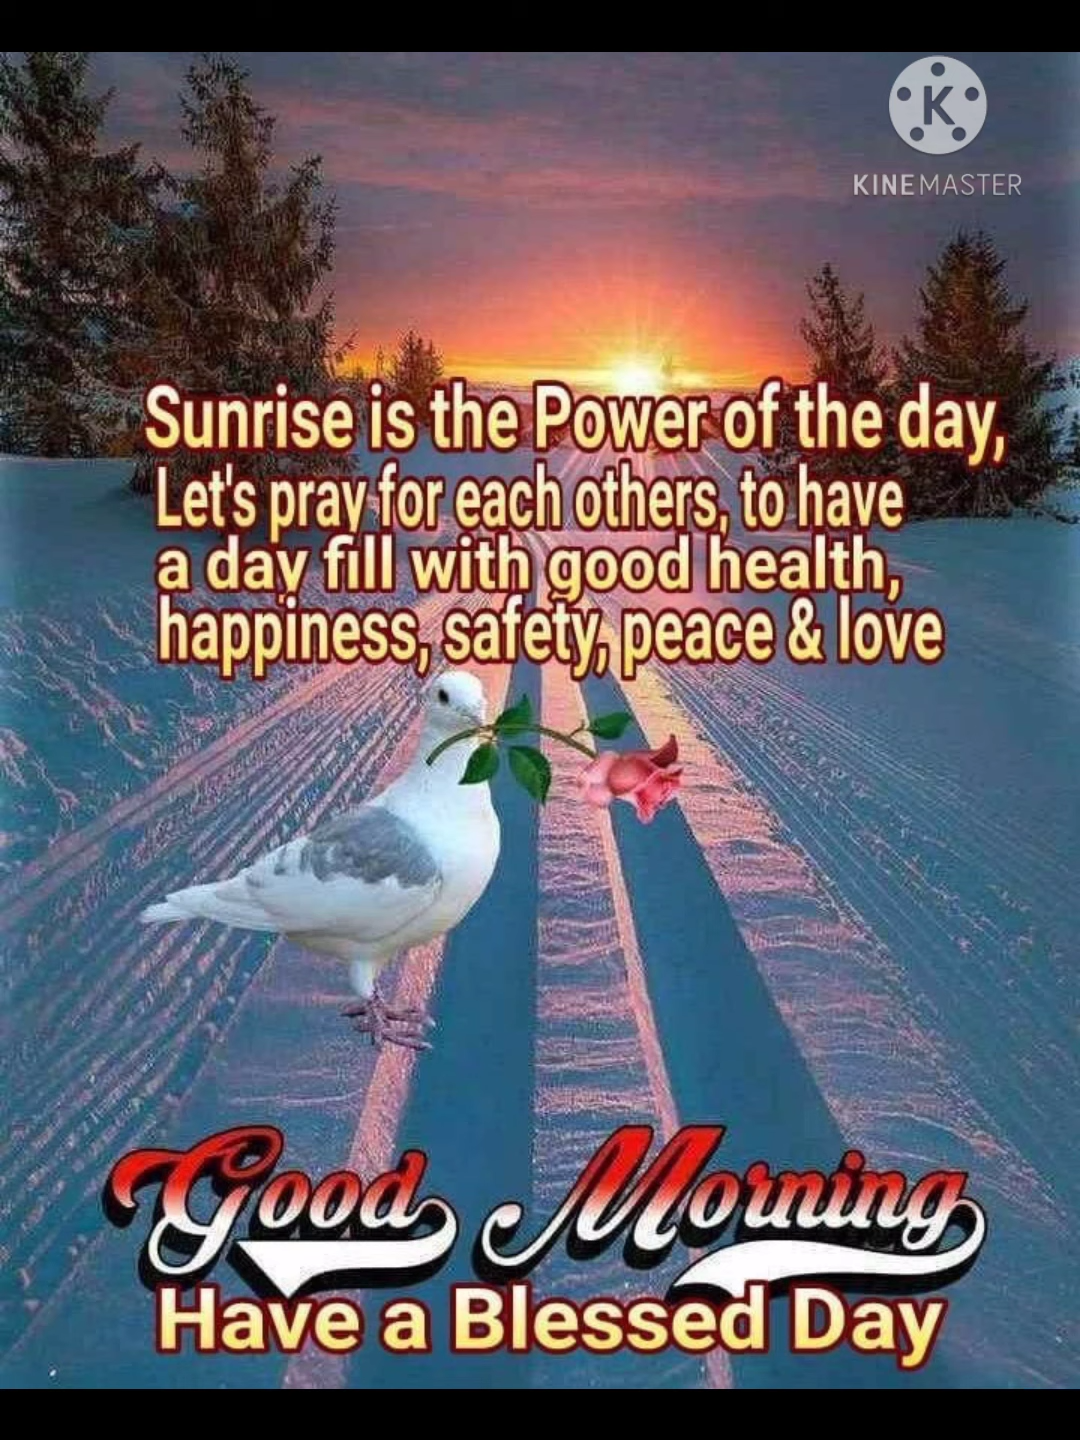 K
KINEMASTER
Sunrise is the Power of the day,
Let's pray for each others, to have
a day fill with good health,
happiness, safety, peace & love
Good Morning
Have a Blessed Day